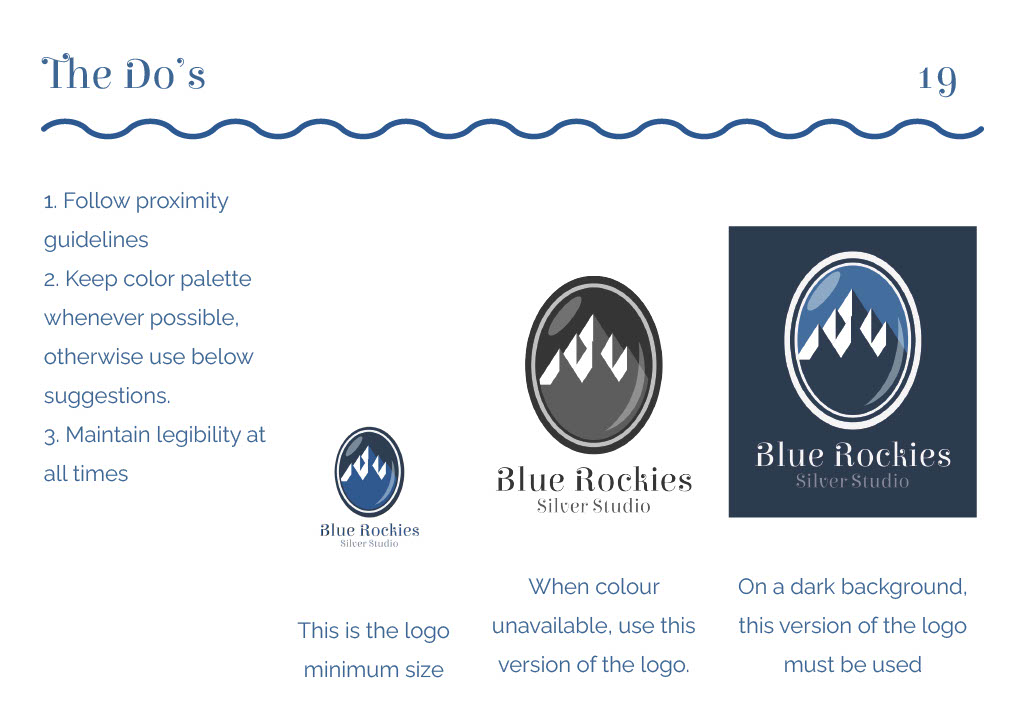 The Do's
19
1. Follow proximity
guidelines
2. Keep color palette
whenever possible,
otherwise use below
suggestions.
3. Maintain legibility at
all times
Blue Rockies
Silver Studio
This is the logo
minimum size
Blue Rockies
Silver Studio
When colour
unavailable, use this
version of the logo.
Blue Rockies
Silver Studio
On a dark background,
this version of the logo
must be used